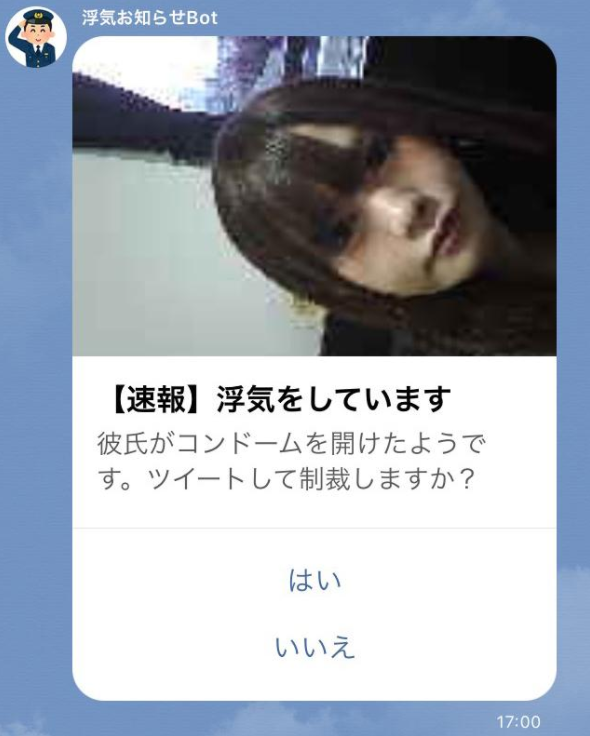 浮気お知らせBot
【速報】浮気をしています
彼氏がコンドームを開けたようで
す。ツイートして制裁しますか？
はい
いいえ
17:00